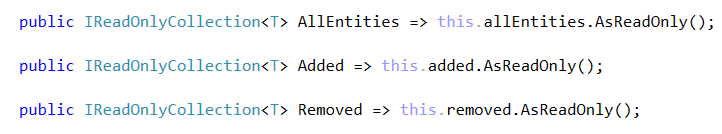 public IReadOnlyCollection<T> AllEntities => this.allEntities.AsReadOnly();
public IReadOnlyCollection<T> Added => this.added.AsReadOnly();
public IReadOnlyCollection<T> Removed => this.removed.AsReadOnly();